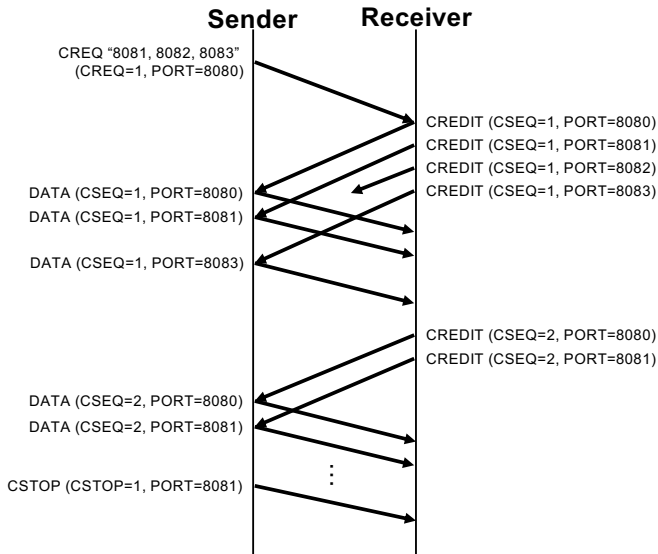 Sender Receiver
CREQ “8081, 8082, 8083”
(CREQ=1, PORT=8080)
CREDIT (CSEQ=1, PORT=8080)
CREDIT (CSEQ=1, PORT=8081)
CREDIT (CSEQ=1, PORT=8082)
CREDIT (CSEQ=1, PORT=8083)
DATA (CSEQ=1, PORT=8080)
DATA (CSEQ=1, PORT=8081)
DATA (CSEQ=1, PORT=8083)
CREDIT (CSEQ=2, PORT=8080)
CREDIT (CSEQ=2, PORT=8081)
DATA (CSEQ=2, PORT=8080)
DATA (CSEQ=2, PORT=8081)
...
CSTOP (CSTOP=1, PORT=8081)